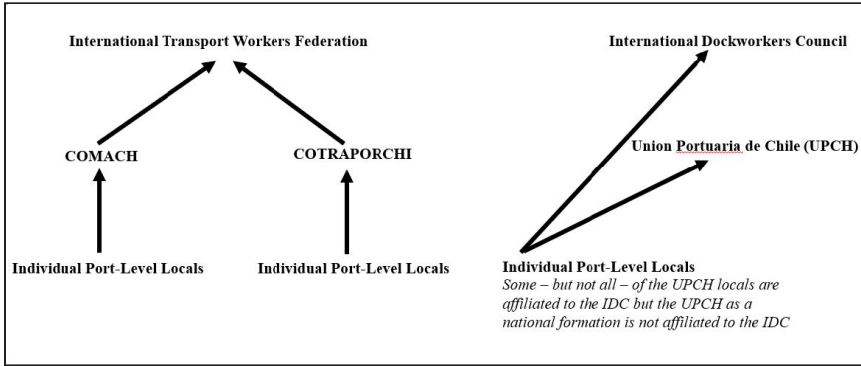 International Transport Workers Federation
International Dockworkers Council
COMACH
COTRAPORCHI
Union Portuaria de Chile (UPCH)
Individual Port-Level Locals
Individual Port-Level Locals
Individual Port-Level Locals
Some – but not all – of the UPCH locals are
affiliated to the IDC but the UPCH as a
national formation is not affiliated to the IDC